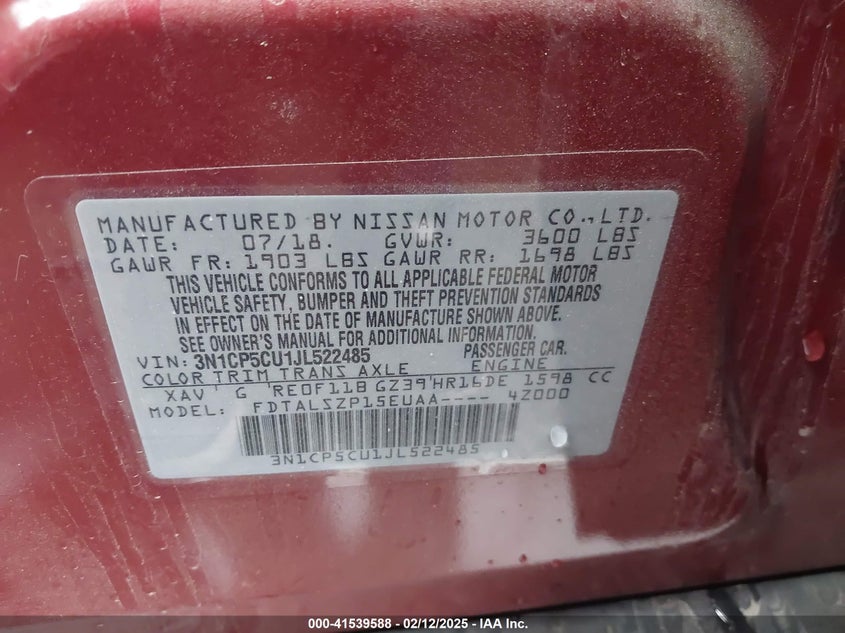 MANUFACTURED BY NISSAN MOTOR CO., LTD.
DATE: 07/18. GVWR: 3600 LBS
GAWR FR: 1903 LBS GAWR RR: 1698 LBS
THIS VEHICLE CONFORMS TO ALL APPLICABLE FEDERAL MOTOR
VEHICLE SAFETY, BUMPER AND THEFT PREVENTION STANDARDS
IN EFFECT ON THE DATE OF MANUFACTURE SHOWN ABOVE.
SEE OWNER'S MANUAL FOR ADDITIONAL INFORMATION.
VIN: 3N1CP5CU1JL522485 PASSENGER CAR.
COLOR TRIM TRANS AXLE ENGINE
XAV G RE0F11B GZ39 HR16DE 1598 CC
MODEL: FDTALSZP15EUAA---- 4Z000
3N1CP5CU1JL522485
000-41539588 - 02/12/2025 - IAA Inc.